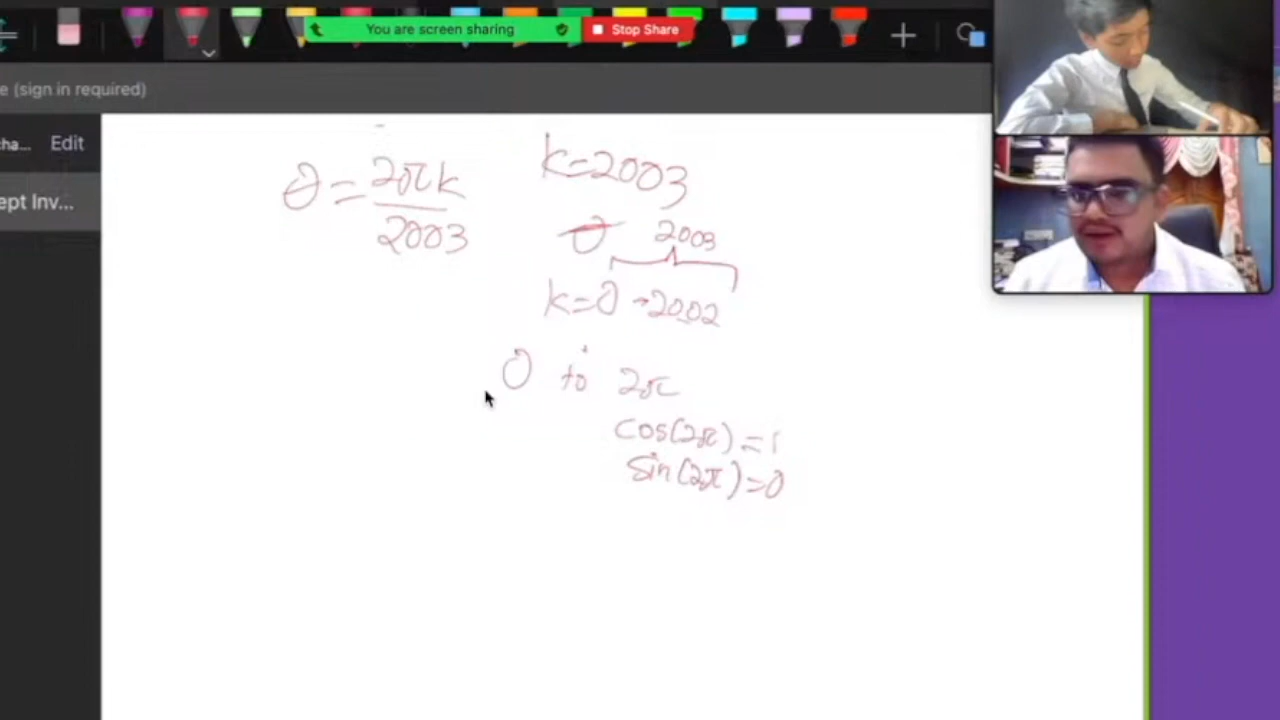 You are screen sharing
Stop Share
e (sign in required)
cha... Edit
ept Inv...
θ = 2πk / 2003
k=2003
θ 2003
k=0→2002
0 to 2π
cos(2π) = 1
sin(2π) = 0